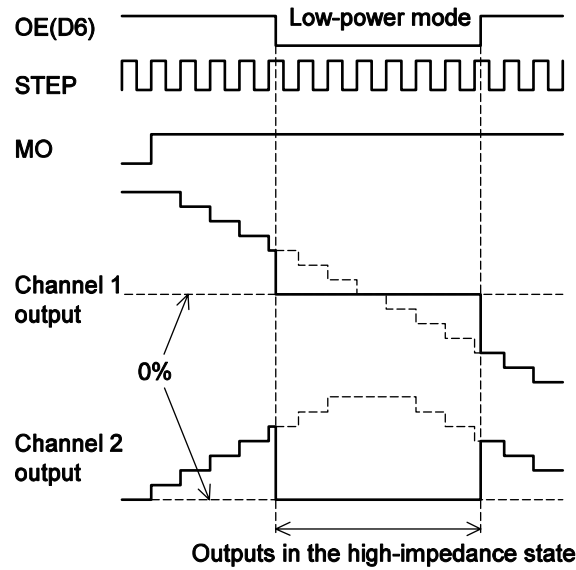 OE(D6)
Low-power mode
STEP
MO
Channel 1
output
0%
Channel 2
output
Outputs in the high-impedance state